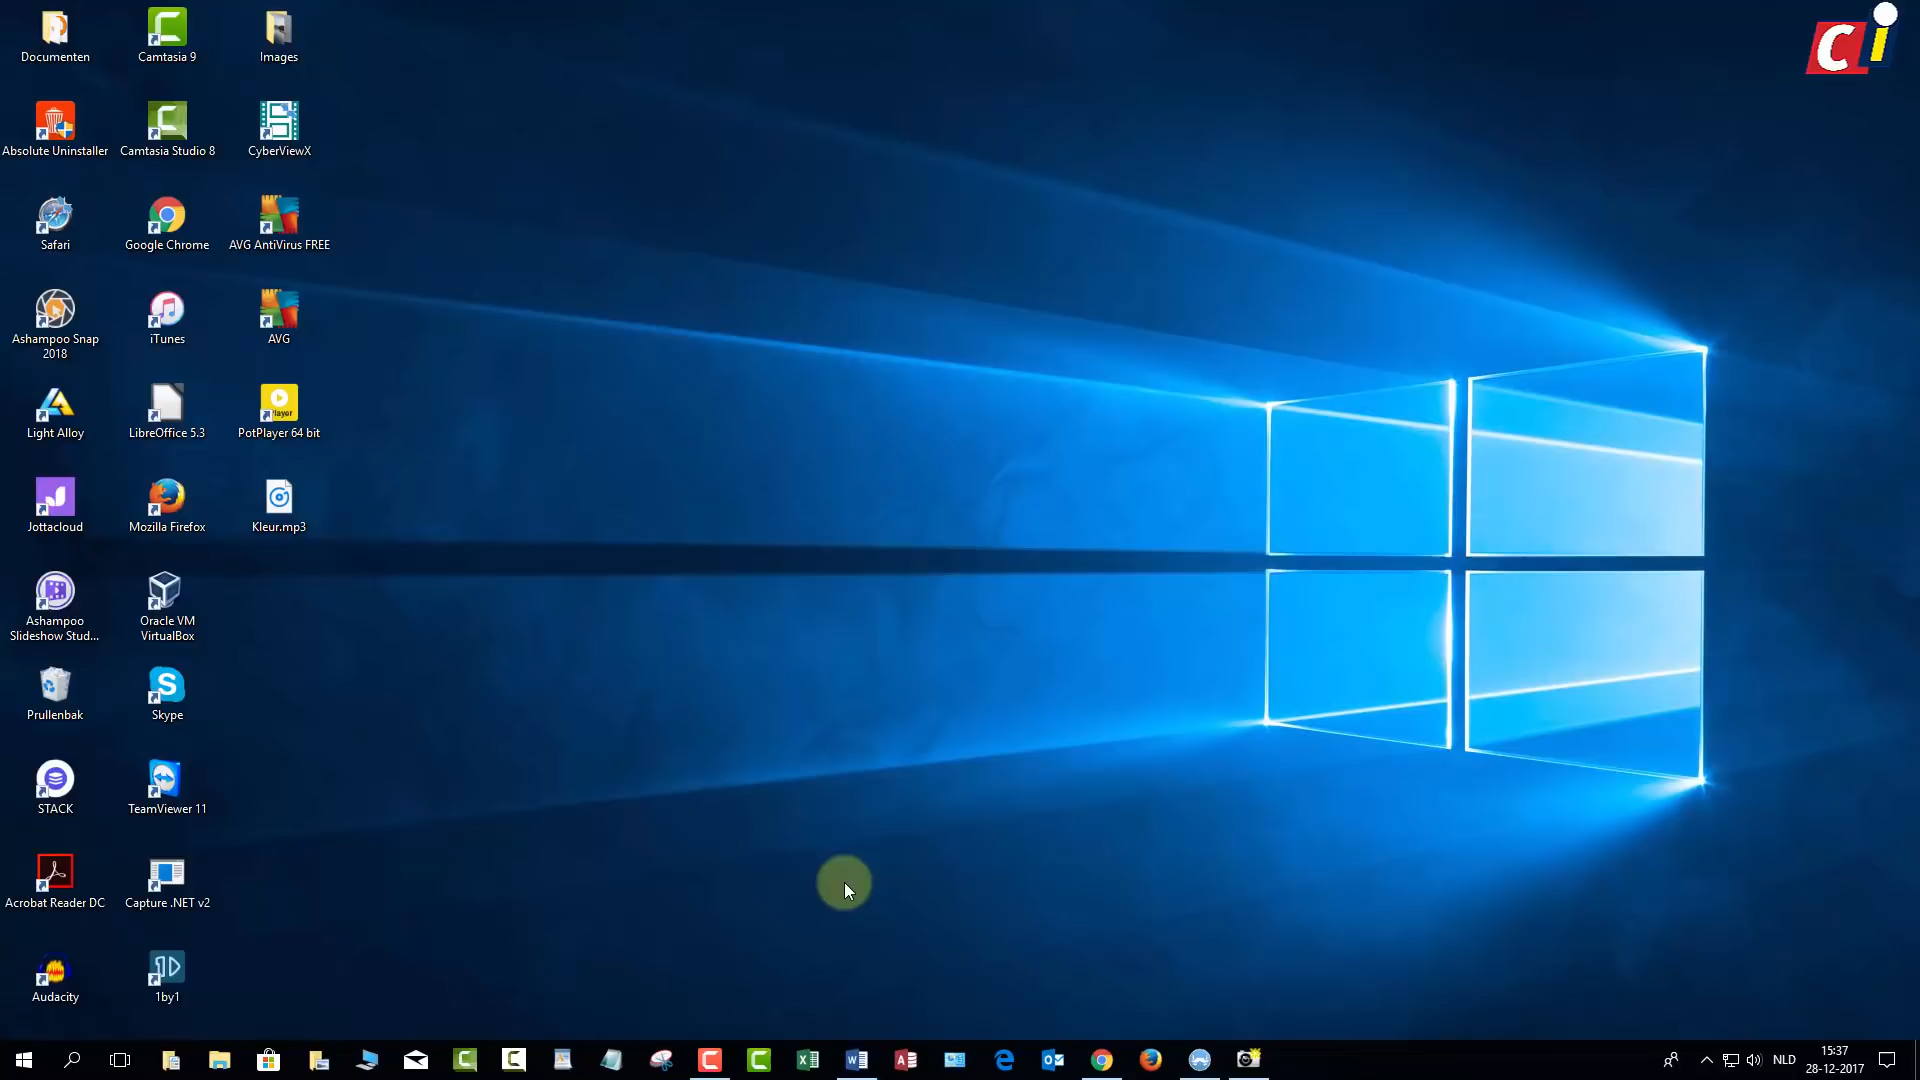 Documenten
Camtasia 9
Images
Absolute Uninstaller
Camtasia Studio 8
CyberViewX
Safari
Google Chrome
AVG AntiVirus FREE
Ashampoo Snap
2018
iTunes
AVG
Light Alloy
LibreOffice 5.3
Player
PotPlayer 64 bit
Jottacloud
Mozilla Firefox
Kleur.mp3
Ashampoo
Slideshow Stud...
Oracle VM
VirtualBox
Prullenbak
Skype
STACK
TeamViewer 11
Acrobat Reader DC
Capture .NET v2
Audacity
1by1
ci
NLD
15:37
28-12-2017